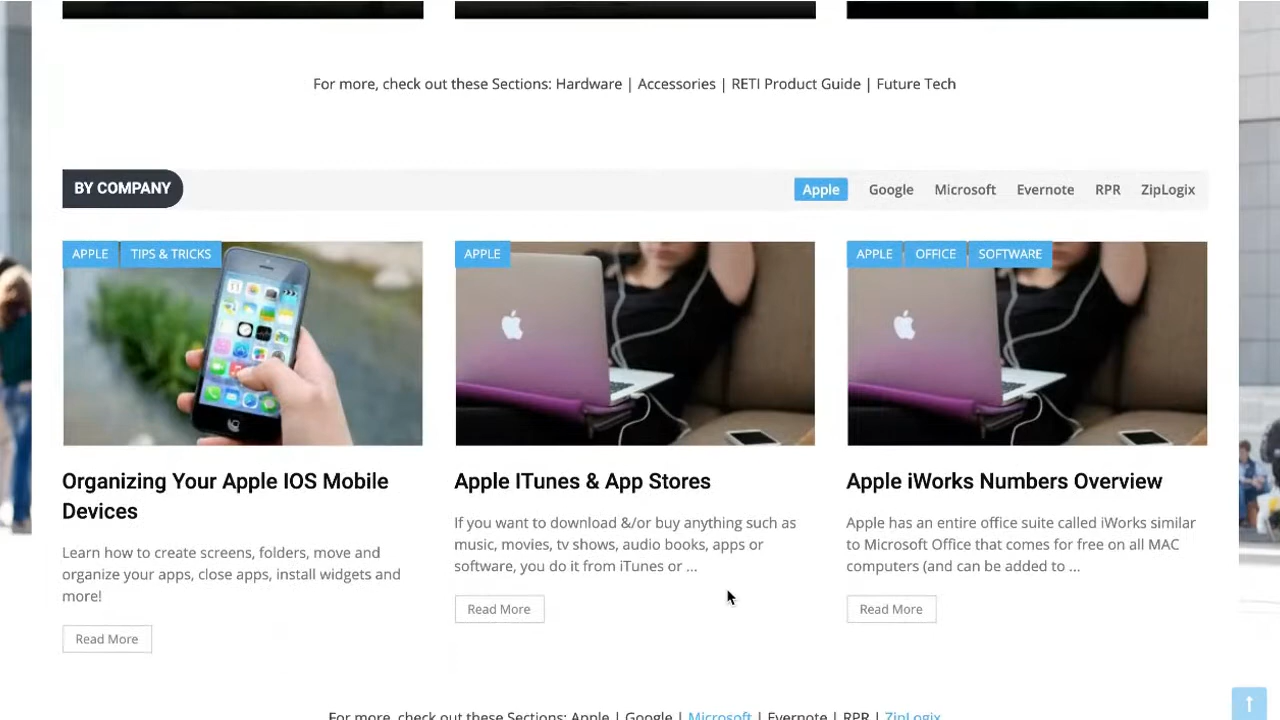 For more, check out these Sections: Hardware | Accessories | RETI Product Guide | Future Tech
BY COMPANY
Apple Google Microsoft Evernote RPR ZipLogix
APPLE TIPS & TRICKS
Organizing Your Apple IOS Mobile
Devices
Learn how to create screens, folders, move and
organize your apps, close apps, install widgets and
more!
Read More
APPLE
Apple ITunes & App Stores
If you want to download &/or buy anything such as
music, movies, tv shows, audio books, apps or
software, you do it from iTunes or ...
Read More
APPLE OFFICE SOFTWARE
Apple iWorks Numbers Overview
Apple has an entire office suite called iWorks similar
to Microsoft Office that comes for free on all MAC
computers (and can be added to ...
Read More
For more, check out these Sections: Apple | Google | Microsoft | Evernote | RPR | ZipLogix